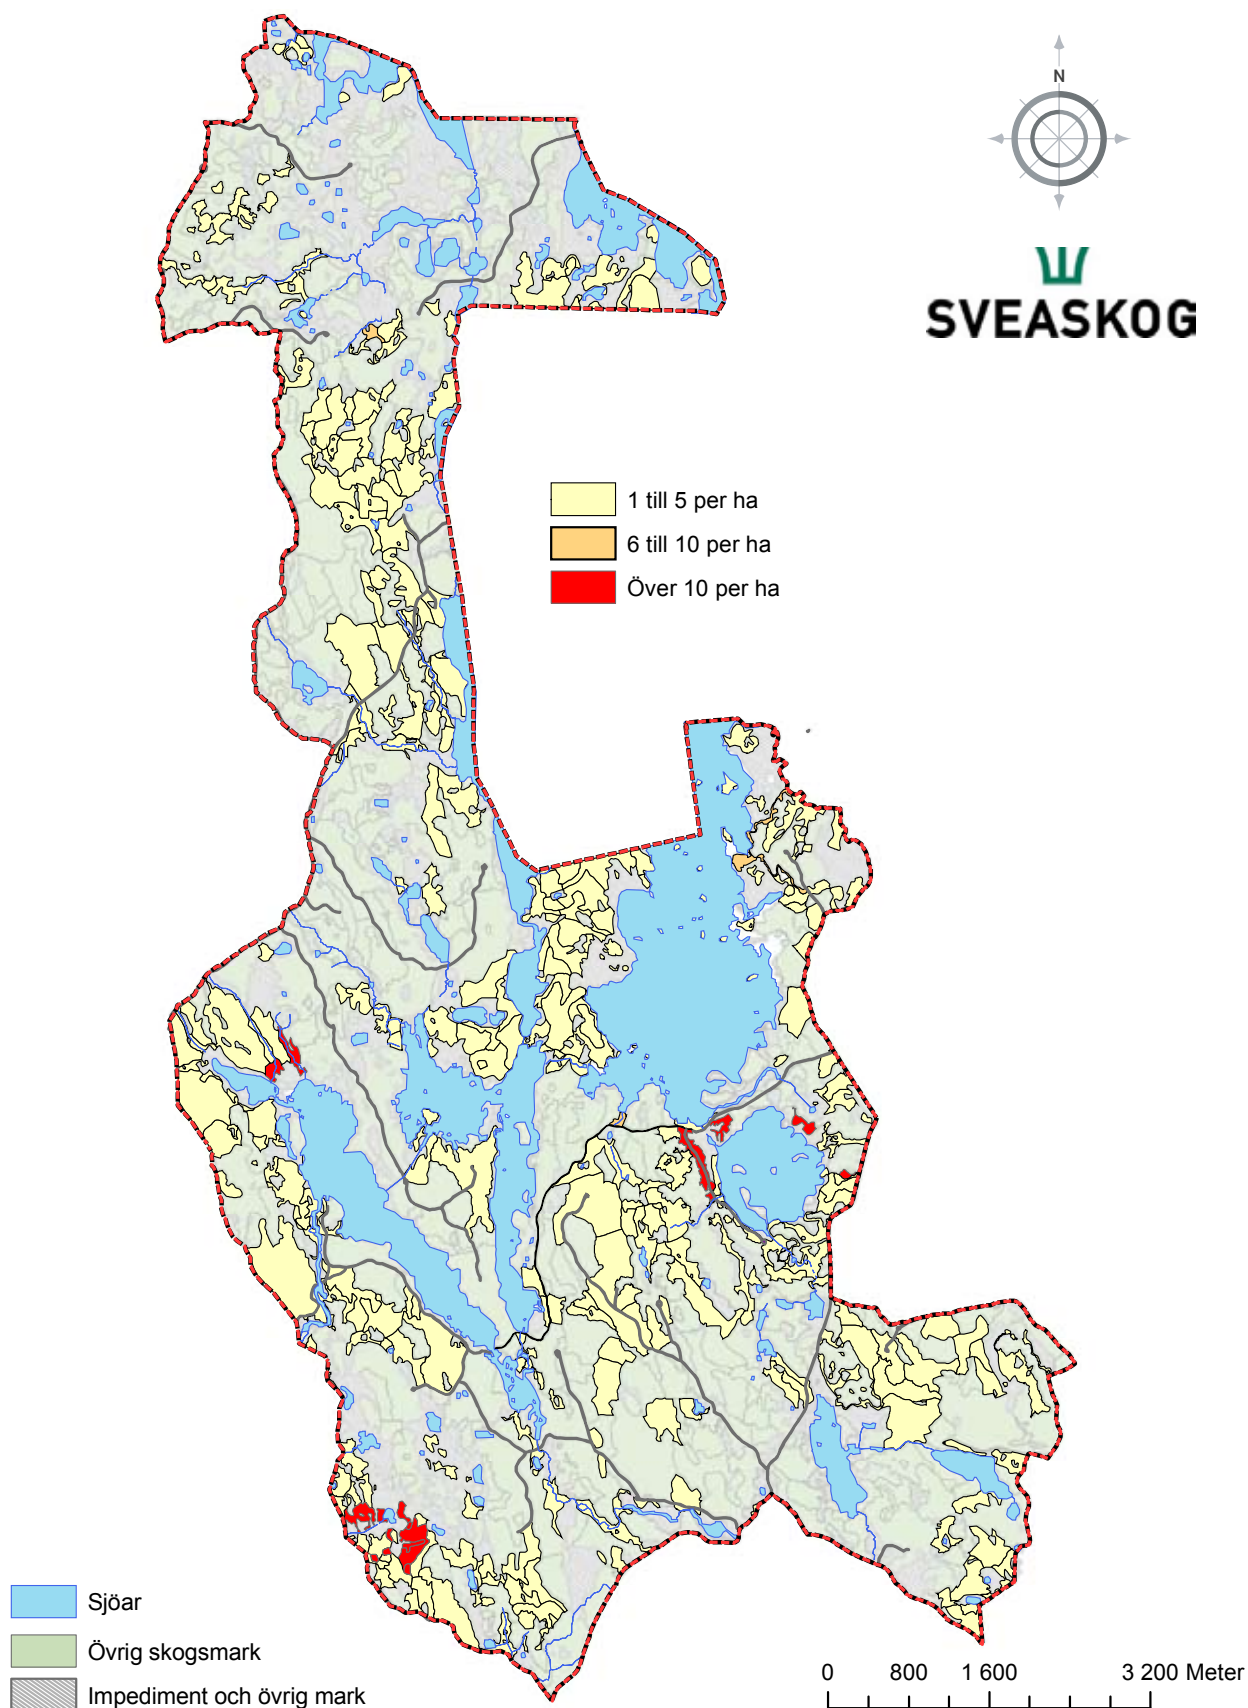 N
SVEASKOG
1 till 5 per ha
6 till 10 per ha
Över 10 per ha
Sjöar
Övrig skogsmark
Impediment och övrig mark
0 800 1 600 3 200 Meter